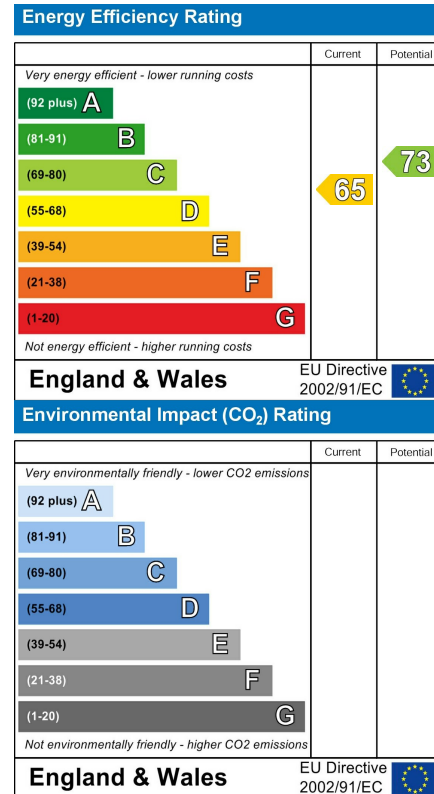 Energy Efficiency Rating
Current Potential
Very energy efficient - lower running costs
(92 plus) A
(81-91) B
(69-80) C
(55-68) D
(39-54) E
(21-38) F
(1-20) G
65
73
Not energy efficient - higher running costs
England & Wales
EU Directive
2002/91/EC
Environmental Impact (CO₂) Rating
Current Potential
Very environmentally friendly - lower CO2 emissions
(92 plus) A
(81-91) B
(69-80) C
(55-68) D
(39-54) E
(21-38) F
(1-20) G
Not environmentally friendly - higher CO2 emissions
England & Wales
EU Directive
2002/91/EC